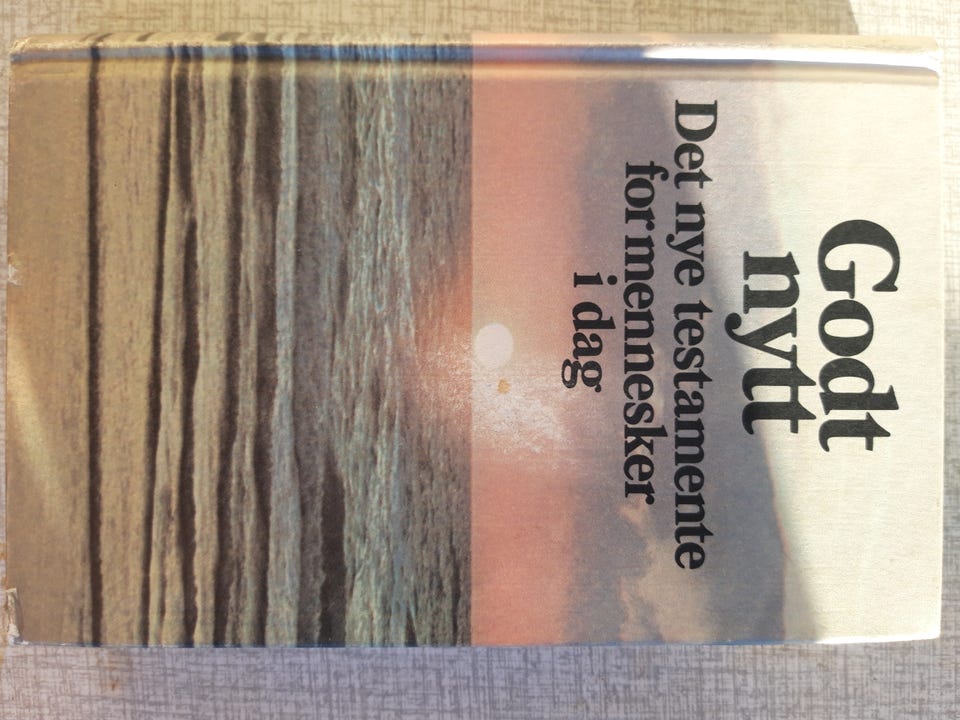 Godt
nytt
Det nye testamente
for mennesker
i dag